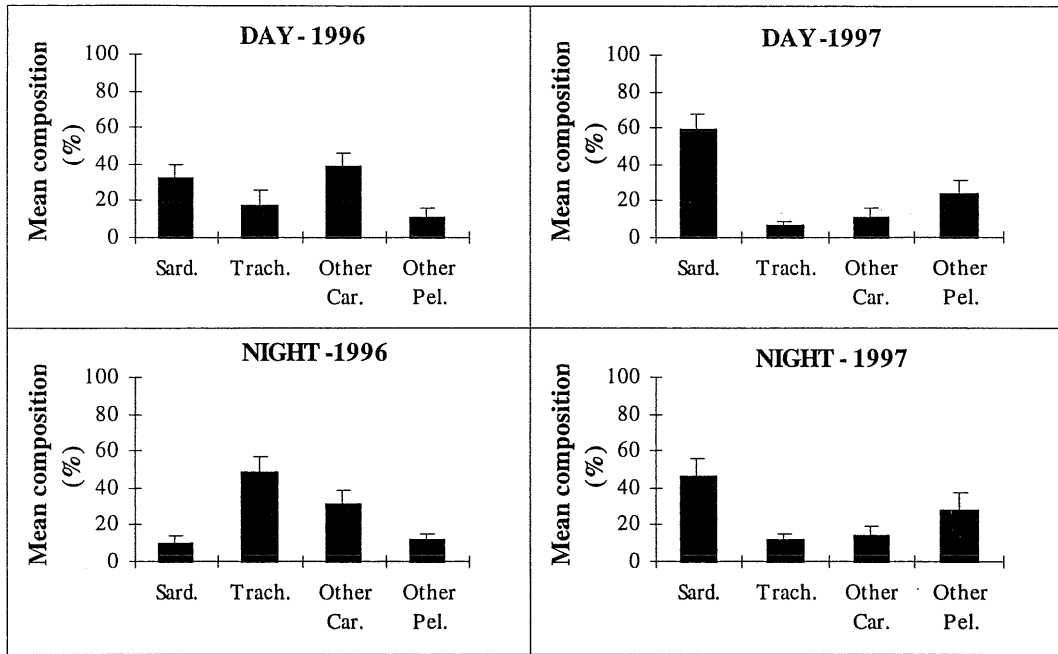 DAY - 1996
Mean composition
(%)
100
80
60
40
20
0
Sard. Trach. Other Other
Car. Pel.
DAY -1997
Mean composition
(%)
100
80
60
40
20
0
Sard. Trach. Other Other
Car. Pel.
NIGHT -1996
Mean composition
(%)
100
80
60
40
20
0
Sard. Trach. Other Other
Car. Pel.
NIGHT - 1997
Mean composition
(%)
100
80
60
40
20
0
Sard. Trach. Other Other
Car. Pel.